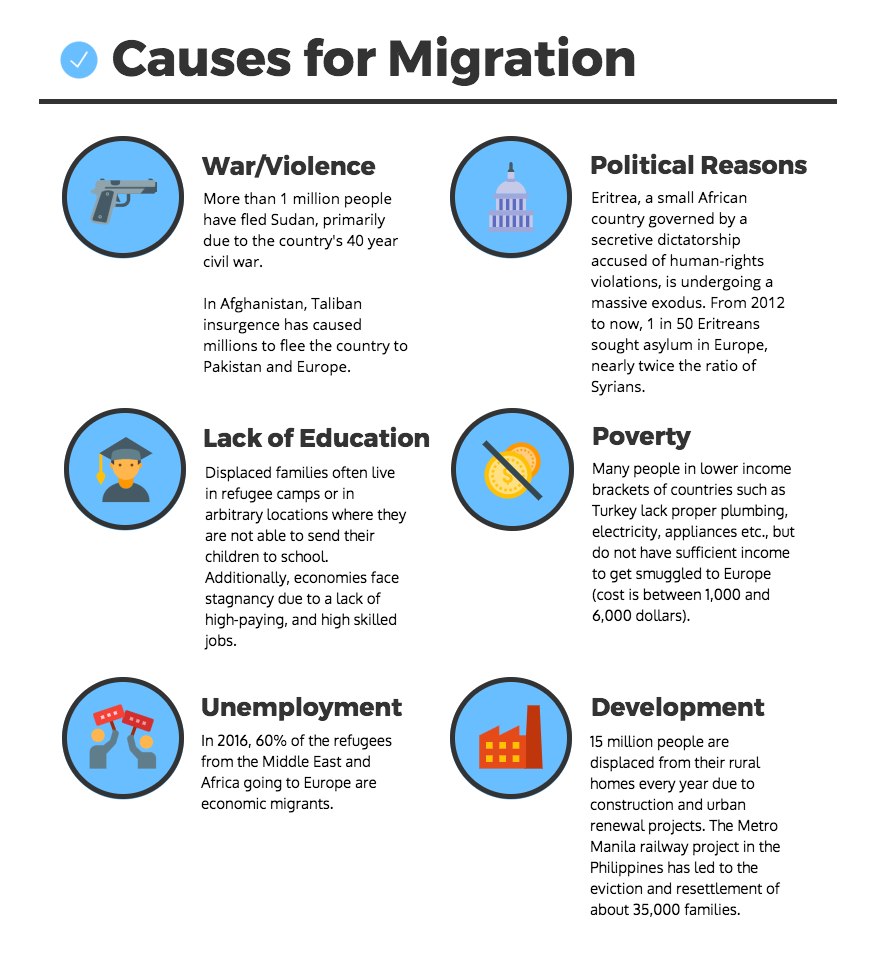 Causes for Migration
War/Violence
More than 1 million people
have fled Sudan, primarily
due to the country's 40 year
civil war.
In Afghanistan, Taliban
insurgence has caused
millions to flee the country to
Pakistan and Europe.
Political Reasons
Eritrea, a small African
country governed by a
secretive dictatorship
accused of human-rights
violations, is undergoing a
massive exodus. From 2012
to now, 1 in 50 Eritreans
sought asylum in Europe,
nearly twice the ratio of
Syrians.
Lack of Education
Displaced families often live
in refugee camps or in
arbitrary locations where they
are not able to send their
children to school.
Additionally, economies face
stagnancy due to a lack of
high-paying, and high skilled
jobs.
Poverty
Many people in lower income
brackets of countries such as
Turkey lack proper plumbing,
electricity, appliances etc., but
do not have sufficient income
to get smuggled to Europe
(cost is between 1,000 and
6,000 dollars).
Unemployment
In 2016, 60% of the refugees
from the Middle East and
Africa going to Europe are
economic migrants.
Development
15 million people are
displaced from their rural
homes every year due to
construction and urban
renewal projects. The Metro
Manila railway project in the
Philippines has led to the
eviction and resettlement of
about 35,000 families.